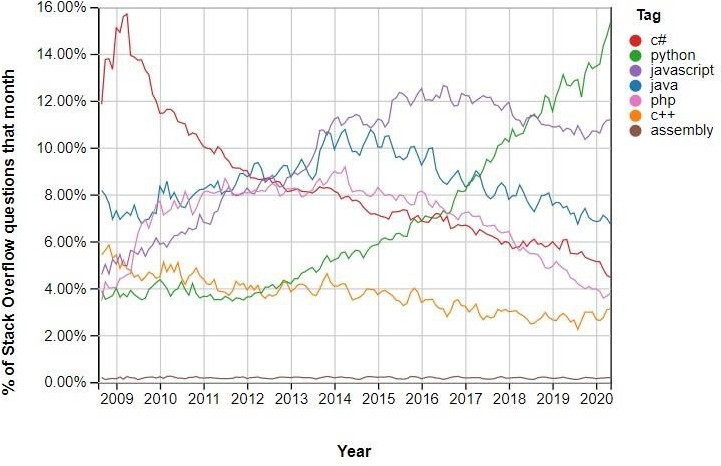 % of Stack Overflow questions that month
16.00%
14.00%
12.00%
10.00%
8.00%
6.00%
4.00%
2.00%
0.00%
2009 2010 2011 2012 2013 2014 2015 2016 2017 2018 2019 2020
Year
Tag
c#
python
javascript
java
php
c++
assembly